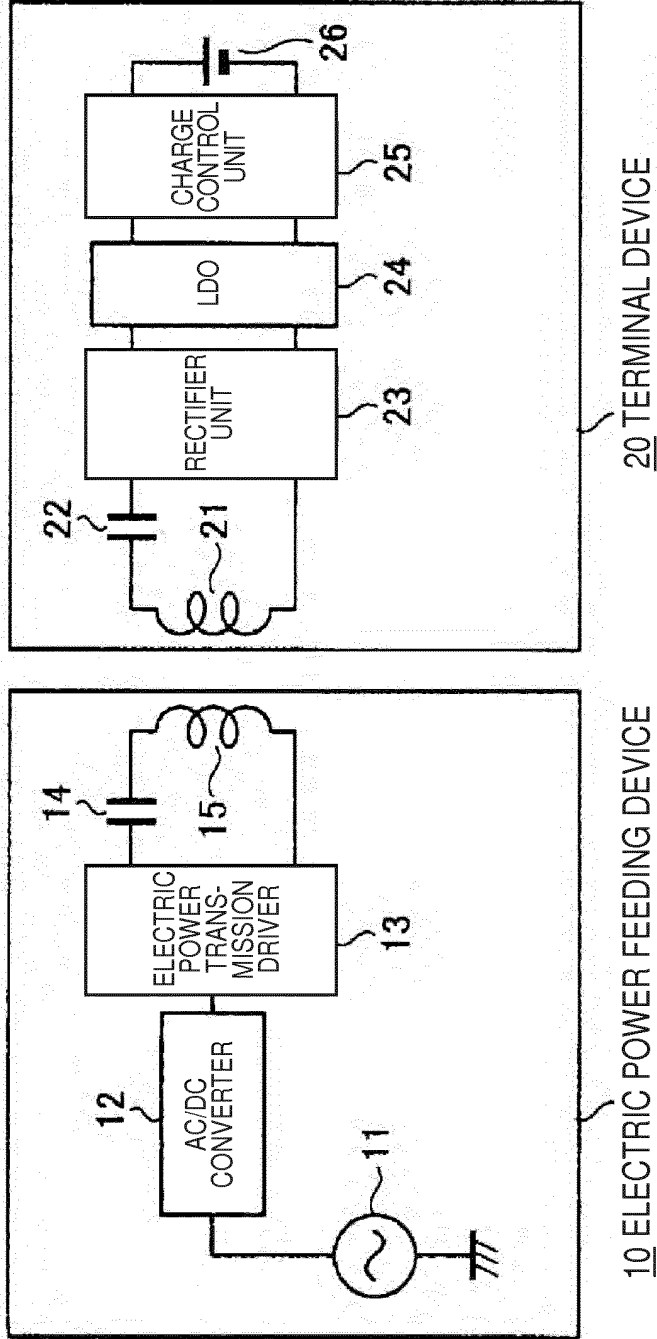 12
AC/DC
CONVERTER
11
ELECTRIC
POWER
TRANS-
MISSION
DRIVER
13
14
15
10 ELECTRIC POWER FEEDING DEVICE
22
21
RECTIFIER
UNIT
23
LDO
24
CHARGE
CONTROL
UNIT
25
26
20 TERMINAL DEVICE